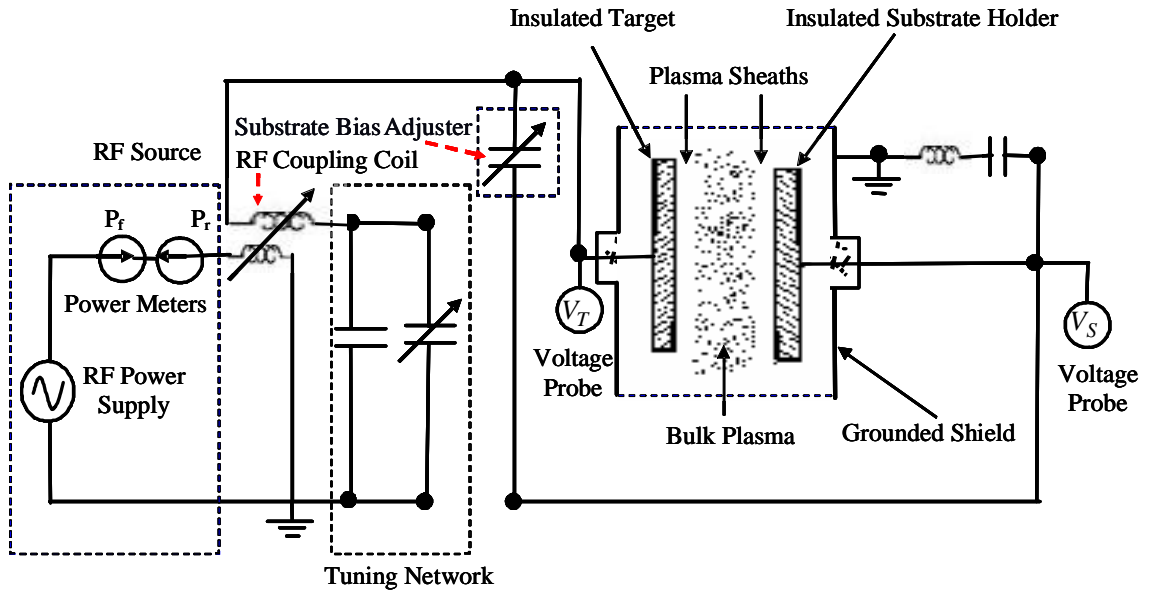 Insulated Target
Insulated Substrate Holder
Plasma Sheaths
Substrate Bias Adjuster
RF Source
RF Coupling Coil
Pf
Pr
Power Meters
VT
VS
Voltage
Probe
Voltage
Probe
RF Power
Supply
Bulk Plasma
Grounded Shield
Tuning Network